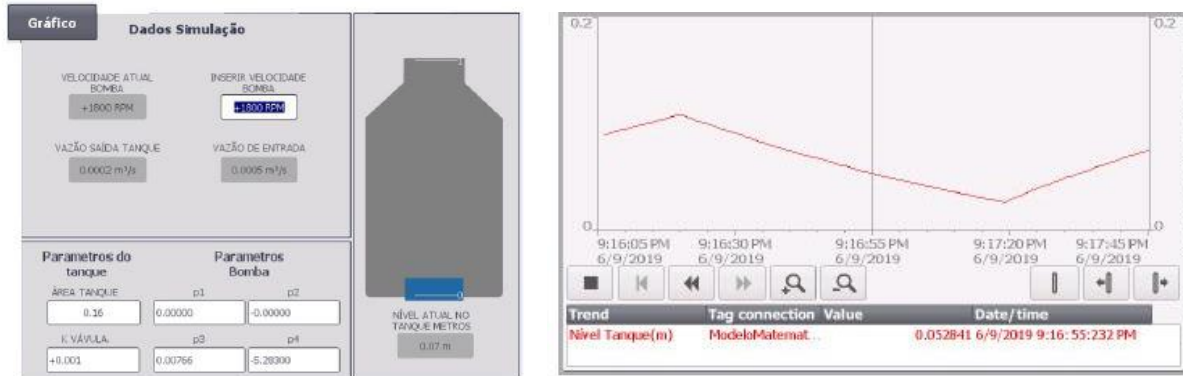 Gráfico
Dados Simulação
VELOCIDADE ATUAL
BOMBA
+1800 RPM
INSERIR VELOCIDADE
BOMBA
+1800 RPM
VAZÃO SAÍDA TANQUE
0.0002 m³/s
VAZÃO DE ENTRADA
0.0005 m³/s
Parametros do
tanque
ÁREA TANQUE
0.16
K VÁVULA
+0.001
Parametros
Bomba
p1
0.00000
p2
-0.00000
p3
0.00766
p4
-5.28300
1
0
NÍVEL ATUAL NO
TANQUE METROS
0.07 m
0.2
0.2
0
0
9:16:05 PM
6/9/2019
9:16:30 PM
6/9/2019
9:16:55 PM
6/9/2019
9:17:20 PM
6/9/2019
9:17:45 PM
6/9/2019
Trend Tag connection Value Date/time
Nível Tanque(m) ModeloMatemat... 0.052841 6/9/2019 9:16:55:232 PM